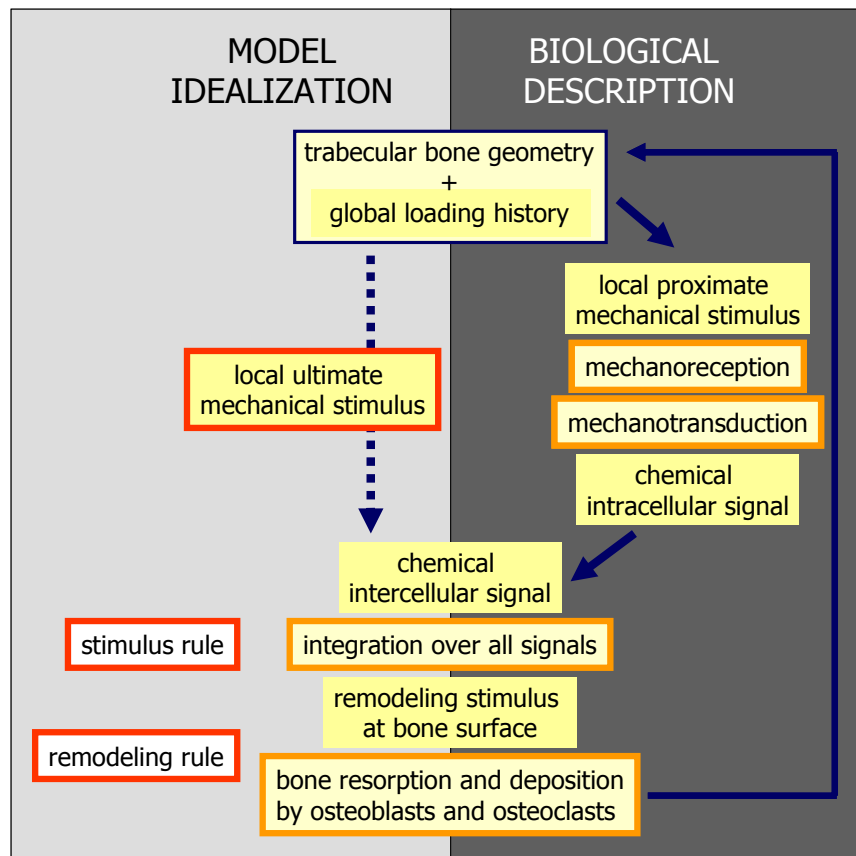 MODEL
IDEALIZATION
BIOLOGICAL
DESCRIPTION
trabecular bone geometry
+
global loading history
local proximate
mechanical stimulus
mechanoreception
mechanotransduction
chemical
intracellular signal
local ultimate
mechanical stimulus
chemical
intercellular signal
stimulus rule
integration over all signals
remodeling stimulus
at bone surface
remodeling rule
bone resorption and deposition
by osteoblasts and osteoclasts